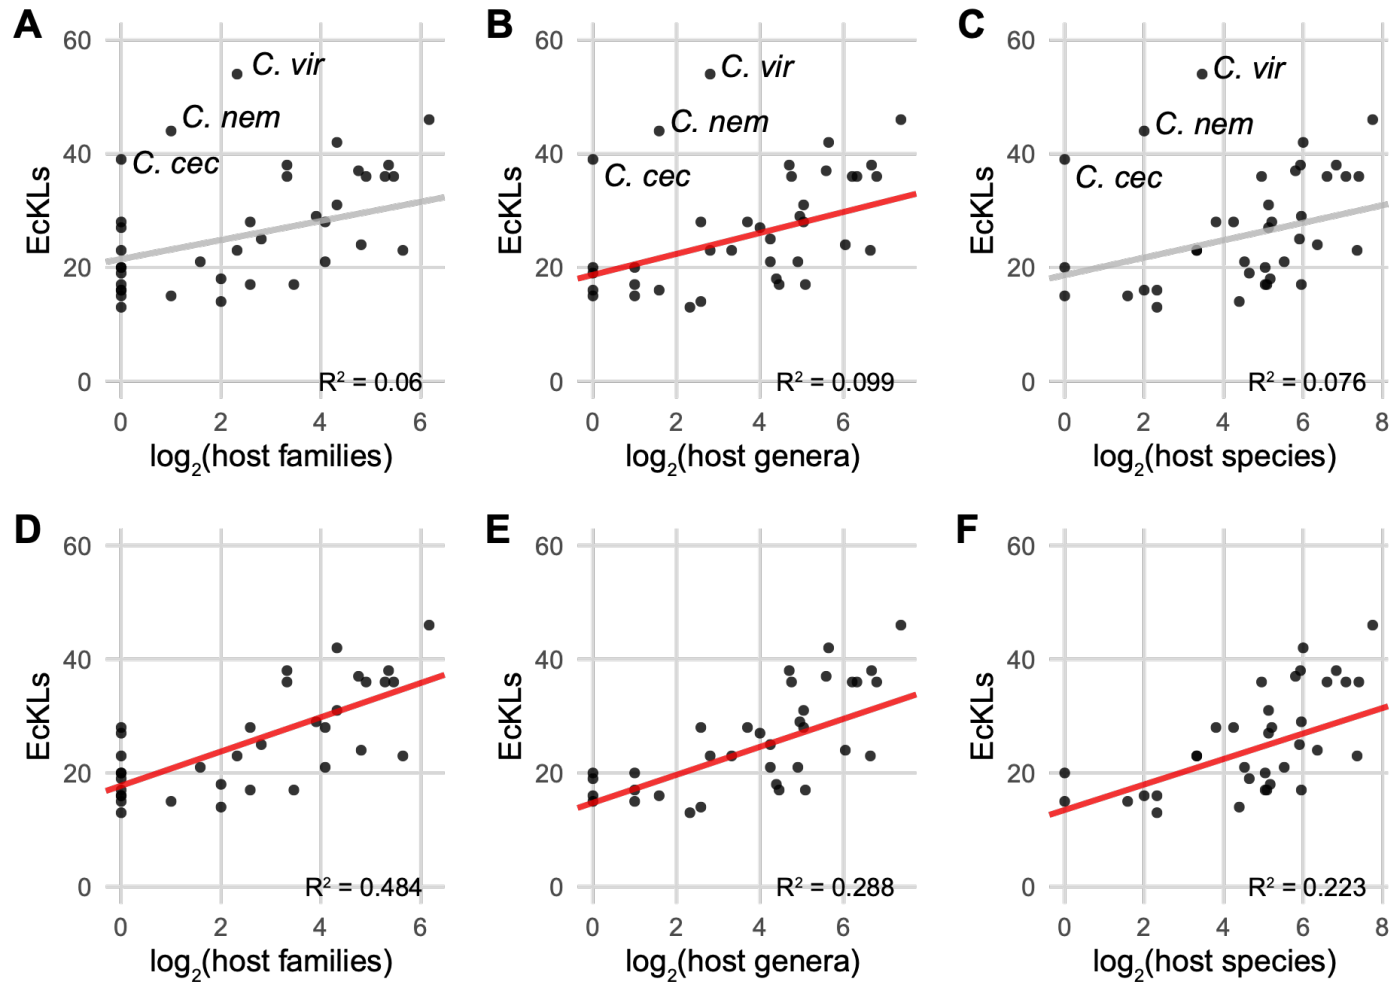 A
60
40
20
0
EcKLs
C. vir
C. nem
C. cec
R² = 0.06
0 2 4 6
log₂(host families)
B
60
40
20
0
EcKLs
C. vir
C. nem
C. cec
R² = 0.099
0 2 4 6
log₂(host genera)
C
60
40
20
0
EcKLs
C. vir
C. nem
C. cec
R² = 0.076
0 2 4 6 8
log₂(host species)
D
60
40
20
0
EcKLs
R² = 0.484
0 2 4 6
log₂(host families)
E
60
40
20
0
EcKLs
R² = 0.288
0 2 4 6
log₂(host genera)
F
60
40
20
0
EcKLs
R² = 0.223
0 2 4 6 8
log₂(host species)